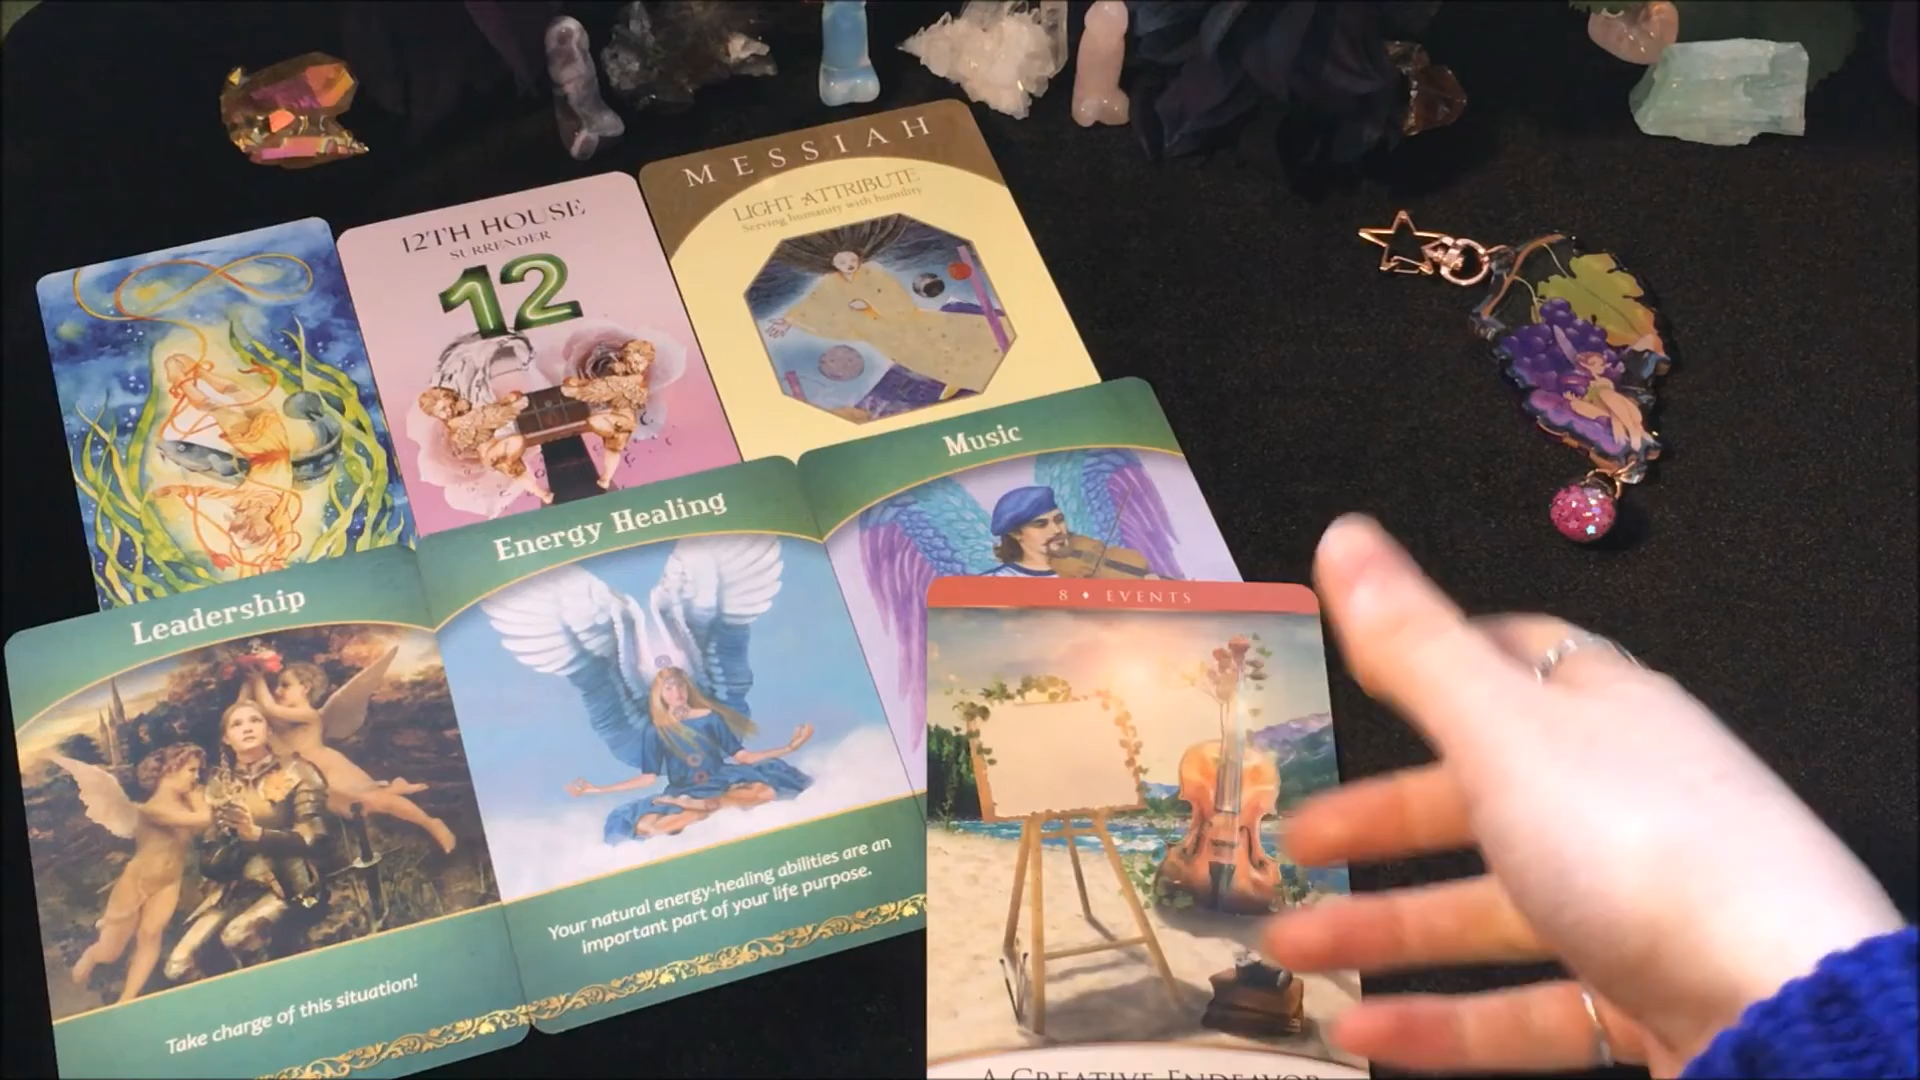 MESSIAH
LIGHT ATTRIBUTE
Serving humanity with humility
12TH HOUSE
SURRENDER
12
Music
Energy Healing
Leadership
8 ♦ EVENTS
Your natural energy-healing abilities are an
important part of your life purpose.
Take charge of this situation!
A CREATIVE ENDEAVOR